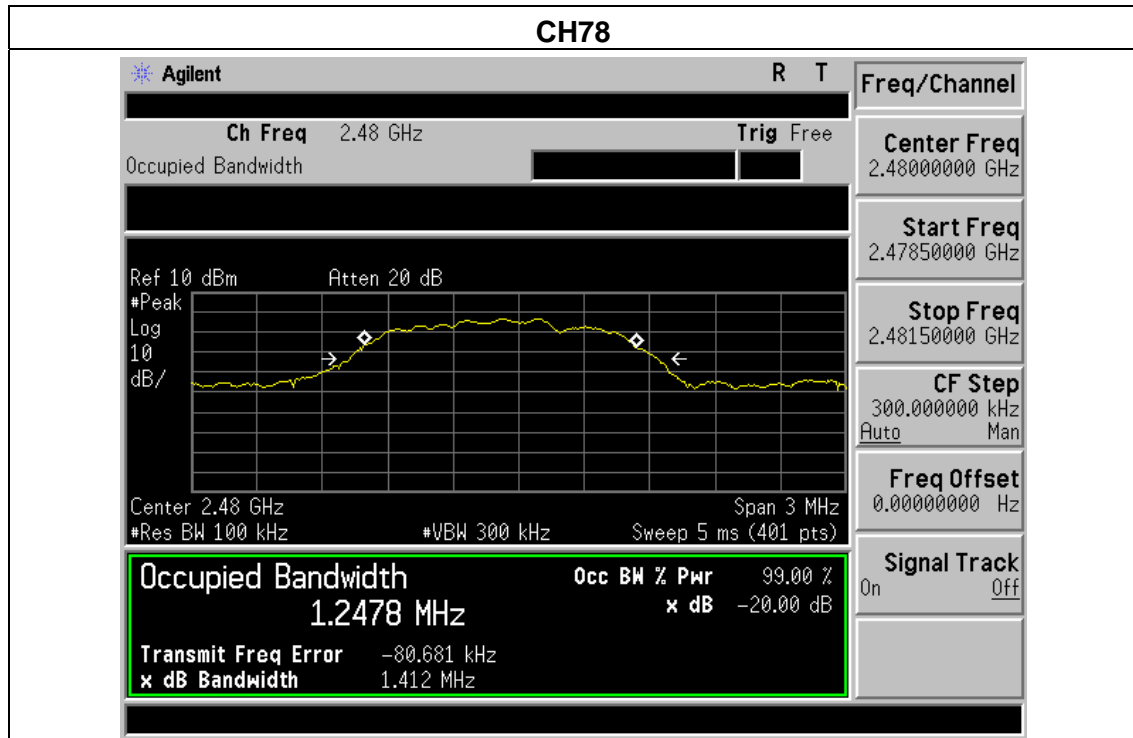 CH78
Agilent R T
Ch Freq 2.48 GHz Trig Free
Occupied Bandwidth
Ref 10 dBm Atten 20 dB
#Peak
Log
10
dB/
Center 2.48 GHz Span 3 MHz
#Res BW 100 kHz #VBW 300 kHz Sweep 5 ms (401 pts)
Occupied Bandwidth Occ BW % Pwr 99.00 %
1.2478 MHz x dB -20.00 dB
Transmit Freq Error -80.681 kHz
x dB Bandwidth 1.412 MHz
Freq/Channel
Center Freq
2.48000000 GHz
Start Freq
2.47850000 GHz
Stop Freq
2.48150000 GHz
CF Step
300.000000 kHz
Auto Man
Freq Offset
0.00000000 Hz
Signal Track
On Off